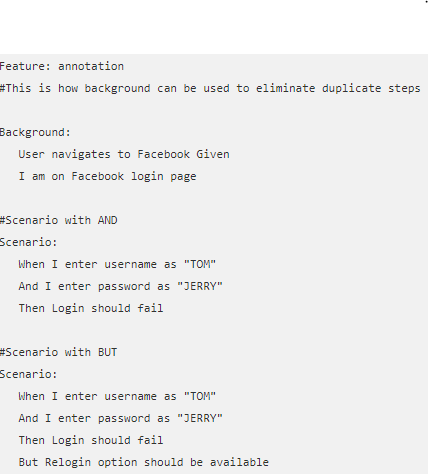 .
Feature: annotation
#This is how background can be used to eliminate duplicate steps
Background:
User navigates to Facebook Given
I am on Facebook login page
#Scenario with AND
Scenario:
When I enter username as "TOM"
And I enter password as "JERRY"
Then Login should fail
#Scenario with BUT
Scenario:
When I enter username as "TOM"
And I enter password as "JERRY"
Then Login should fail
But Relogin option should be available